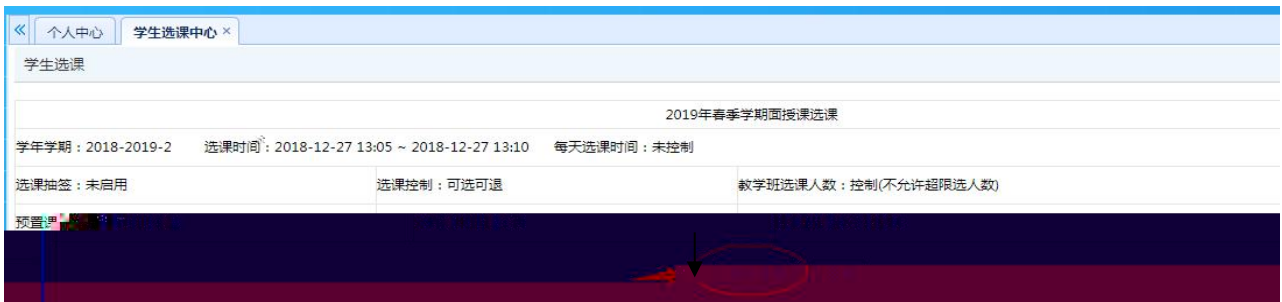 个人中心 学生选课中心
学生选课
2019年春季学期面授课选课
学年学期：2018-2019-2 选课时间：2018-12-27 13:05 ~ 2018-12-27 13:10 每天选课时间：未控制
选课抽签：未启用 选课控制：可选可退 教学班选课人数：控制(不允许超限选人数)
预置课